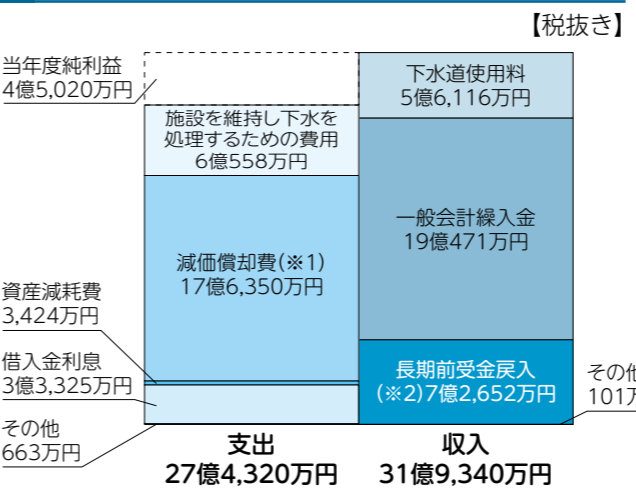 【税抜き】
当年度純利益
4億5,020万円
施設を維持し下水を
処理するための費用
6億558万円
減価償却費(※1)
17億6,350万円
資産減耗費
3,424万円
借入金利息
3億3,325万円
その他
663万円
支出
27億4,320万円
下水道使用料
5億6,116万円
一般会計繰入金
19億471万円
長期前受金戻入
(※2)7億2,652万円
その他
101万
収入
31億9,340万円